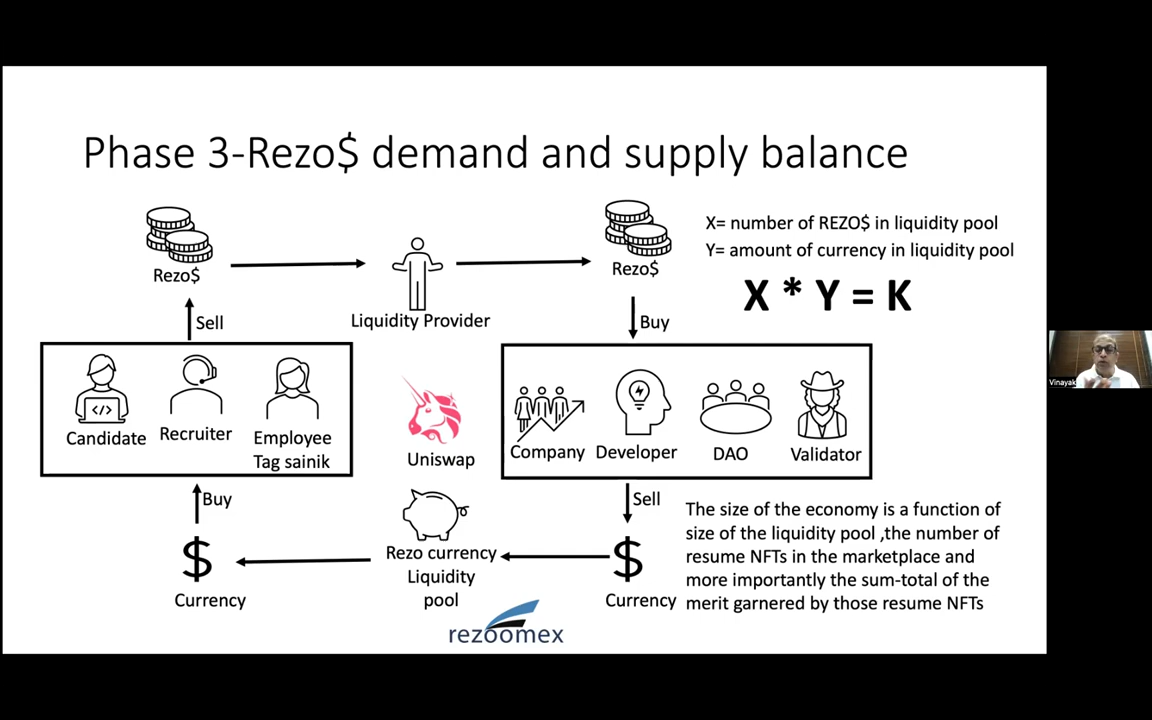 Phase 3-Rezo$ demand and supply balance
Rezo$
Liquidity Provider
Rezo$
X= number of REZO$ in liquidity pool
Y= amount of currency in liquidity pool
X * Y = K
Sell
Buy
Candidate
Recruiter
Employee
Tag sainik
Uniswap
Company
Developer
DAO
Validator
Vinayak
Buy
Sell
$
Currency
Rezo currency
Liquidity
pool
$
Currency
The size of the economy is a function of
size of the liquidity pool ,the number of
resume NFTs in the marketplace and
more importantly the sum-total of the
merit garnered by those resume NFTs
rezoomex